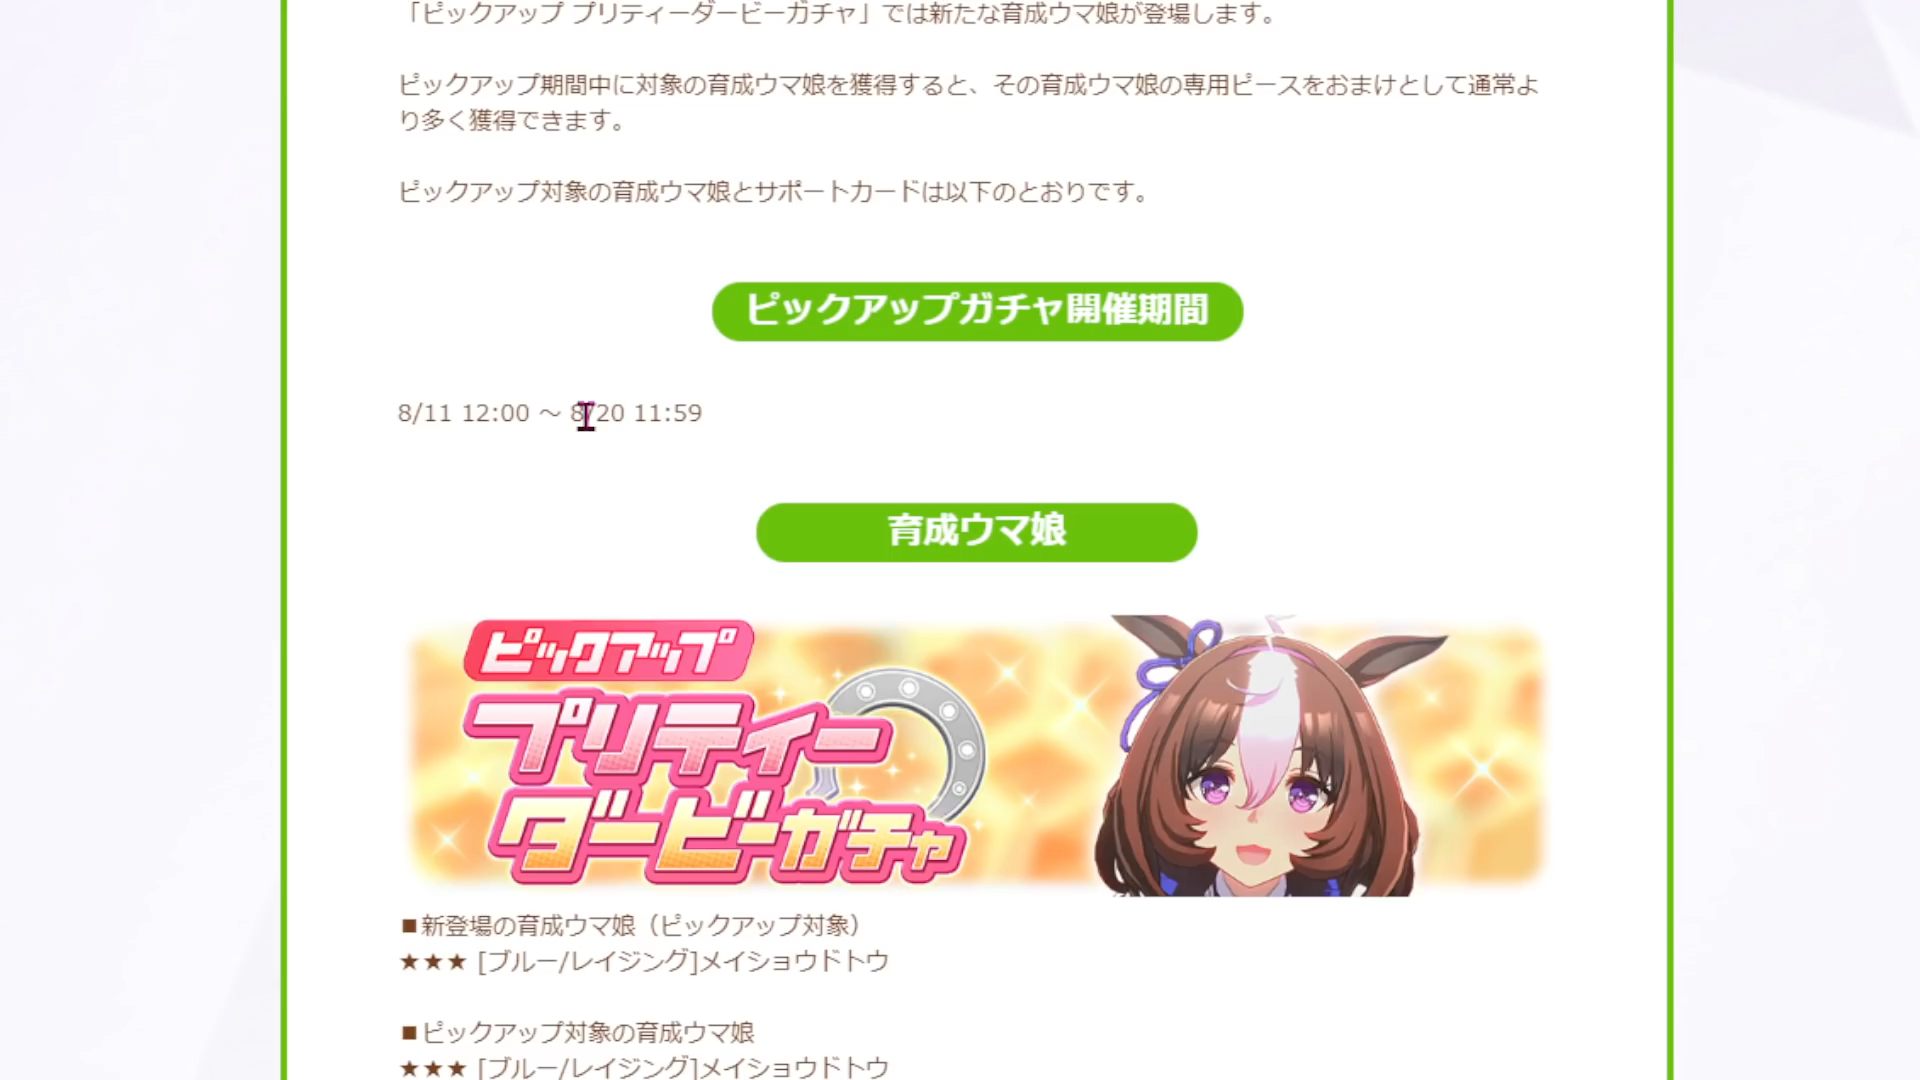 「ピックアップ プリティーダービーガチャ」では新たな育成ウマ娘が登場します。
ピックアップ期間中に対象の育成ウマ娘を獲得すると、その育成ウマ娘の専用ピースをおまけとして通常よ
り多く獲得できます。
ピックアップ対象の育成ウマ娘とサポートカードは以下のとおりです。
ピックアップガチャ開催期間
8/11 12:00 ～ 8/20 11:59
育成ウマ娘
ピックアップ
プリティー
ダービーガチャ
■新登場の育成ウマ娘（ピックアップ対象）
★★★ [ブルー/レイジング]メイショウドトウ
■ピックアップ対象の育成ウマ娘
★★★ [ブルー/レイジング]メイショウドトウ